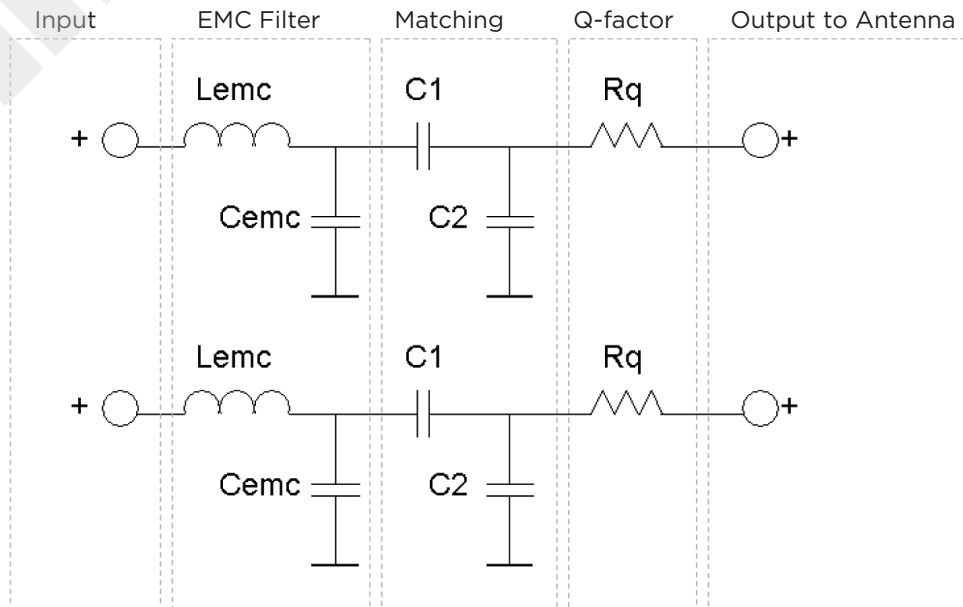 Input EMC Filter Matching Q-factor Output to Antenna
Lemc C1 Rq
+ +
Cemc C2
Lemc C1 Rq
+ +
Cemc C2